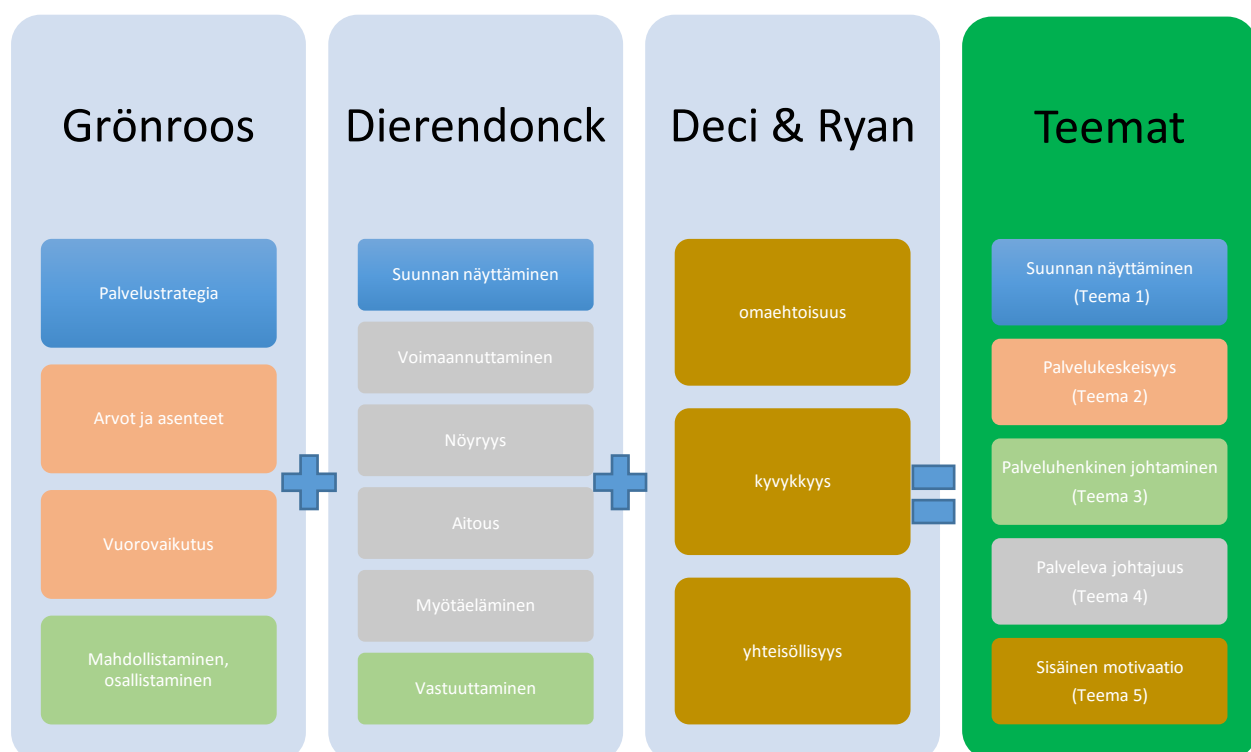 Grönroos
Palvelustrategia
Arvot ja asenteet
Vuorovaikutus
Mahdollistaminen,
osallistaminen
Dierendonck
Suunnan näyttäminen
Voimaannuttaminen
Nöyryys
Aitous
Myötäeläminen
Vastuuttaminen
Deci & Ryan
omaehtoisuus
kyvykkyys
yhteisöllisyys
Teemat
Suunnan näyttäminen
(Teema 1)
Palvelukeskeisyys
(Teema 2)
Palveluhenkinen johtaminen
(Teema 3)
Palveleva johtajuus
(Teema 4)
Sisäinen motivaatio
(Teema 5)